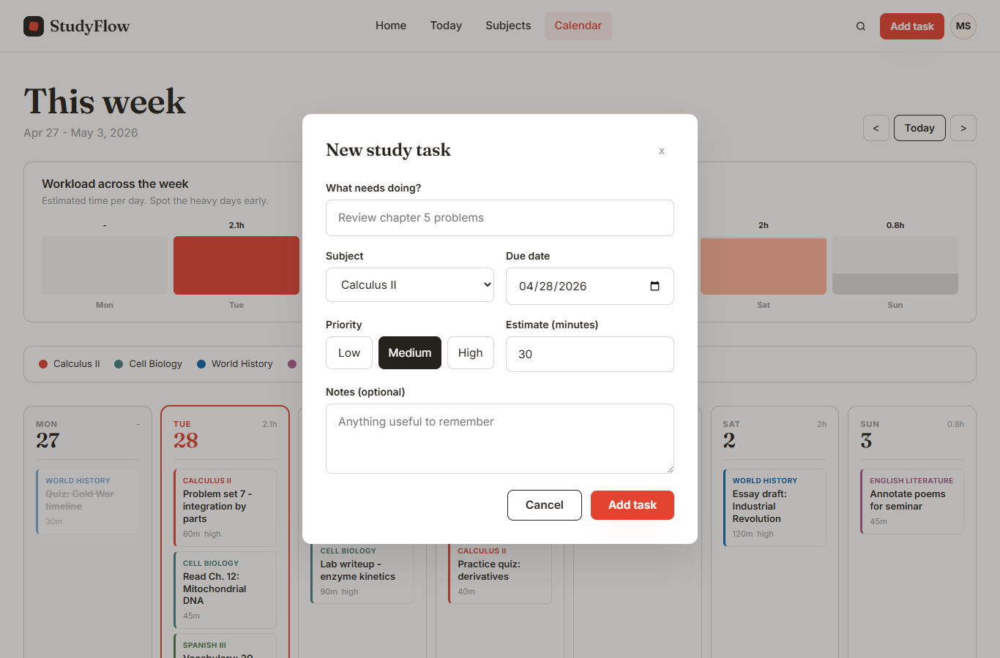 StudyFlow
Home Today Subjects Calendar
Add task MS
This week
Apr 27 - May 3, 2026
< Today >
Workload across the week
Estimated time per day. Spot the heavy days early.
- 2.1h 2h 0.8h
Mon Tue Sat Sun
Calculus II Cell Biology World History
New study task x
What needs doing?
Review chapter 5 problems
Subject Due date
Calculus II 04/28/2026
Priority Estimate (minutes)
Low Medium High 30
Notes (optional)
Anything useful to remember
Cancel Add task
MON -
27
WORLD HISTORY
Quiz: Cold War
timeline
30m
TUE 2.1h
28
CALCULUS II
Problem set 7 -
integration by
parts
60m high
CELL BIOLOGY
Read Ch. 12:
Mitochondrial
DNA
45m
SPANISH III
Vocabulary: 20
CELL BIOLOGY
Lab writeup -
enzyme kinetics
90m high
CALCULUS II
Practice quiz:
derivatives
40m
SAT 2h
2
WORLD HISTORY
Essay draft:
Industrial
Revolution
120m high
SUN 0.8h
3
ENGLISH LITERATURE
Annotate poems
for seminar
45m